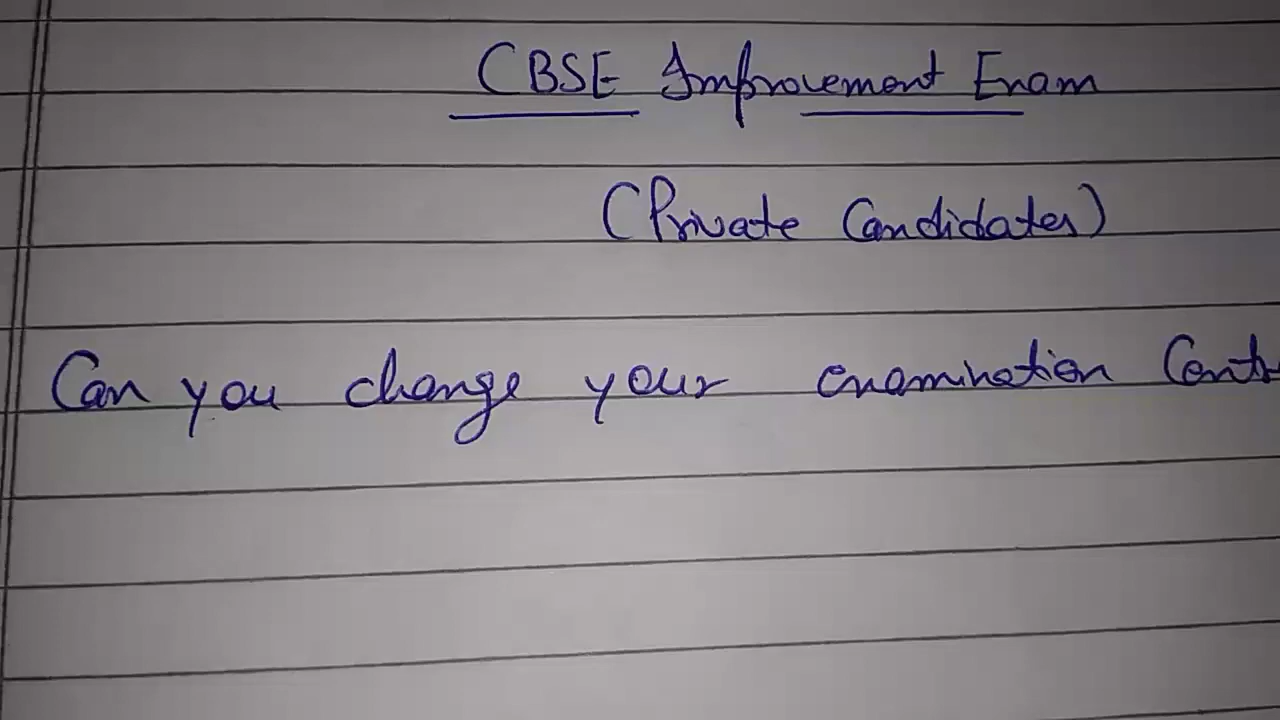 CBSE Improvement Exam
(Private Candidates)
Can you change your examination